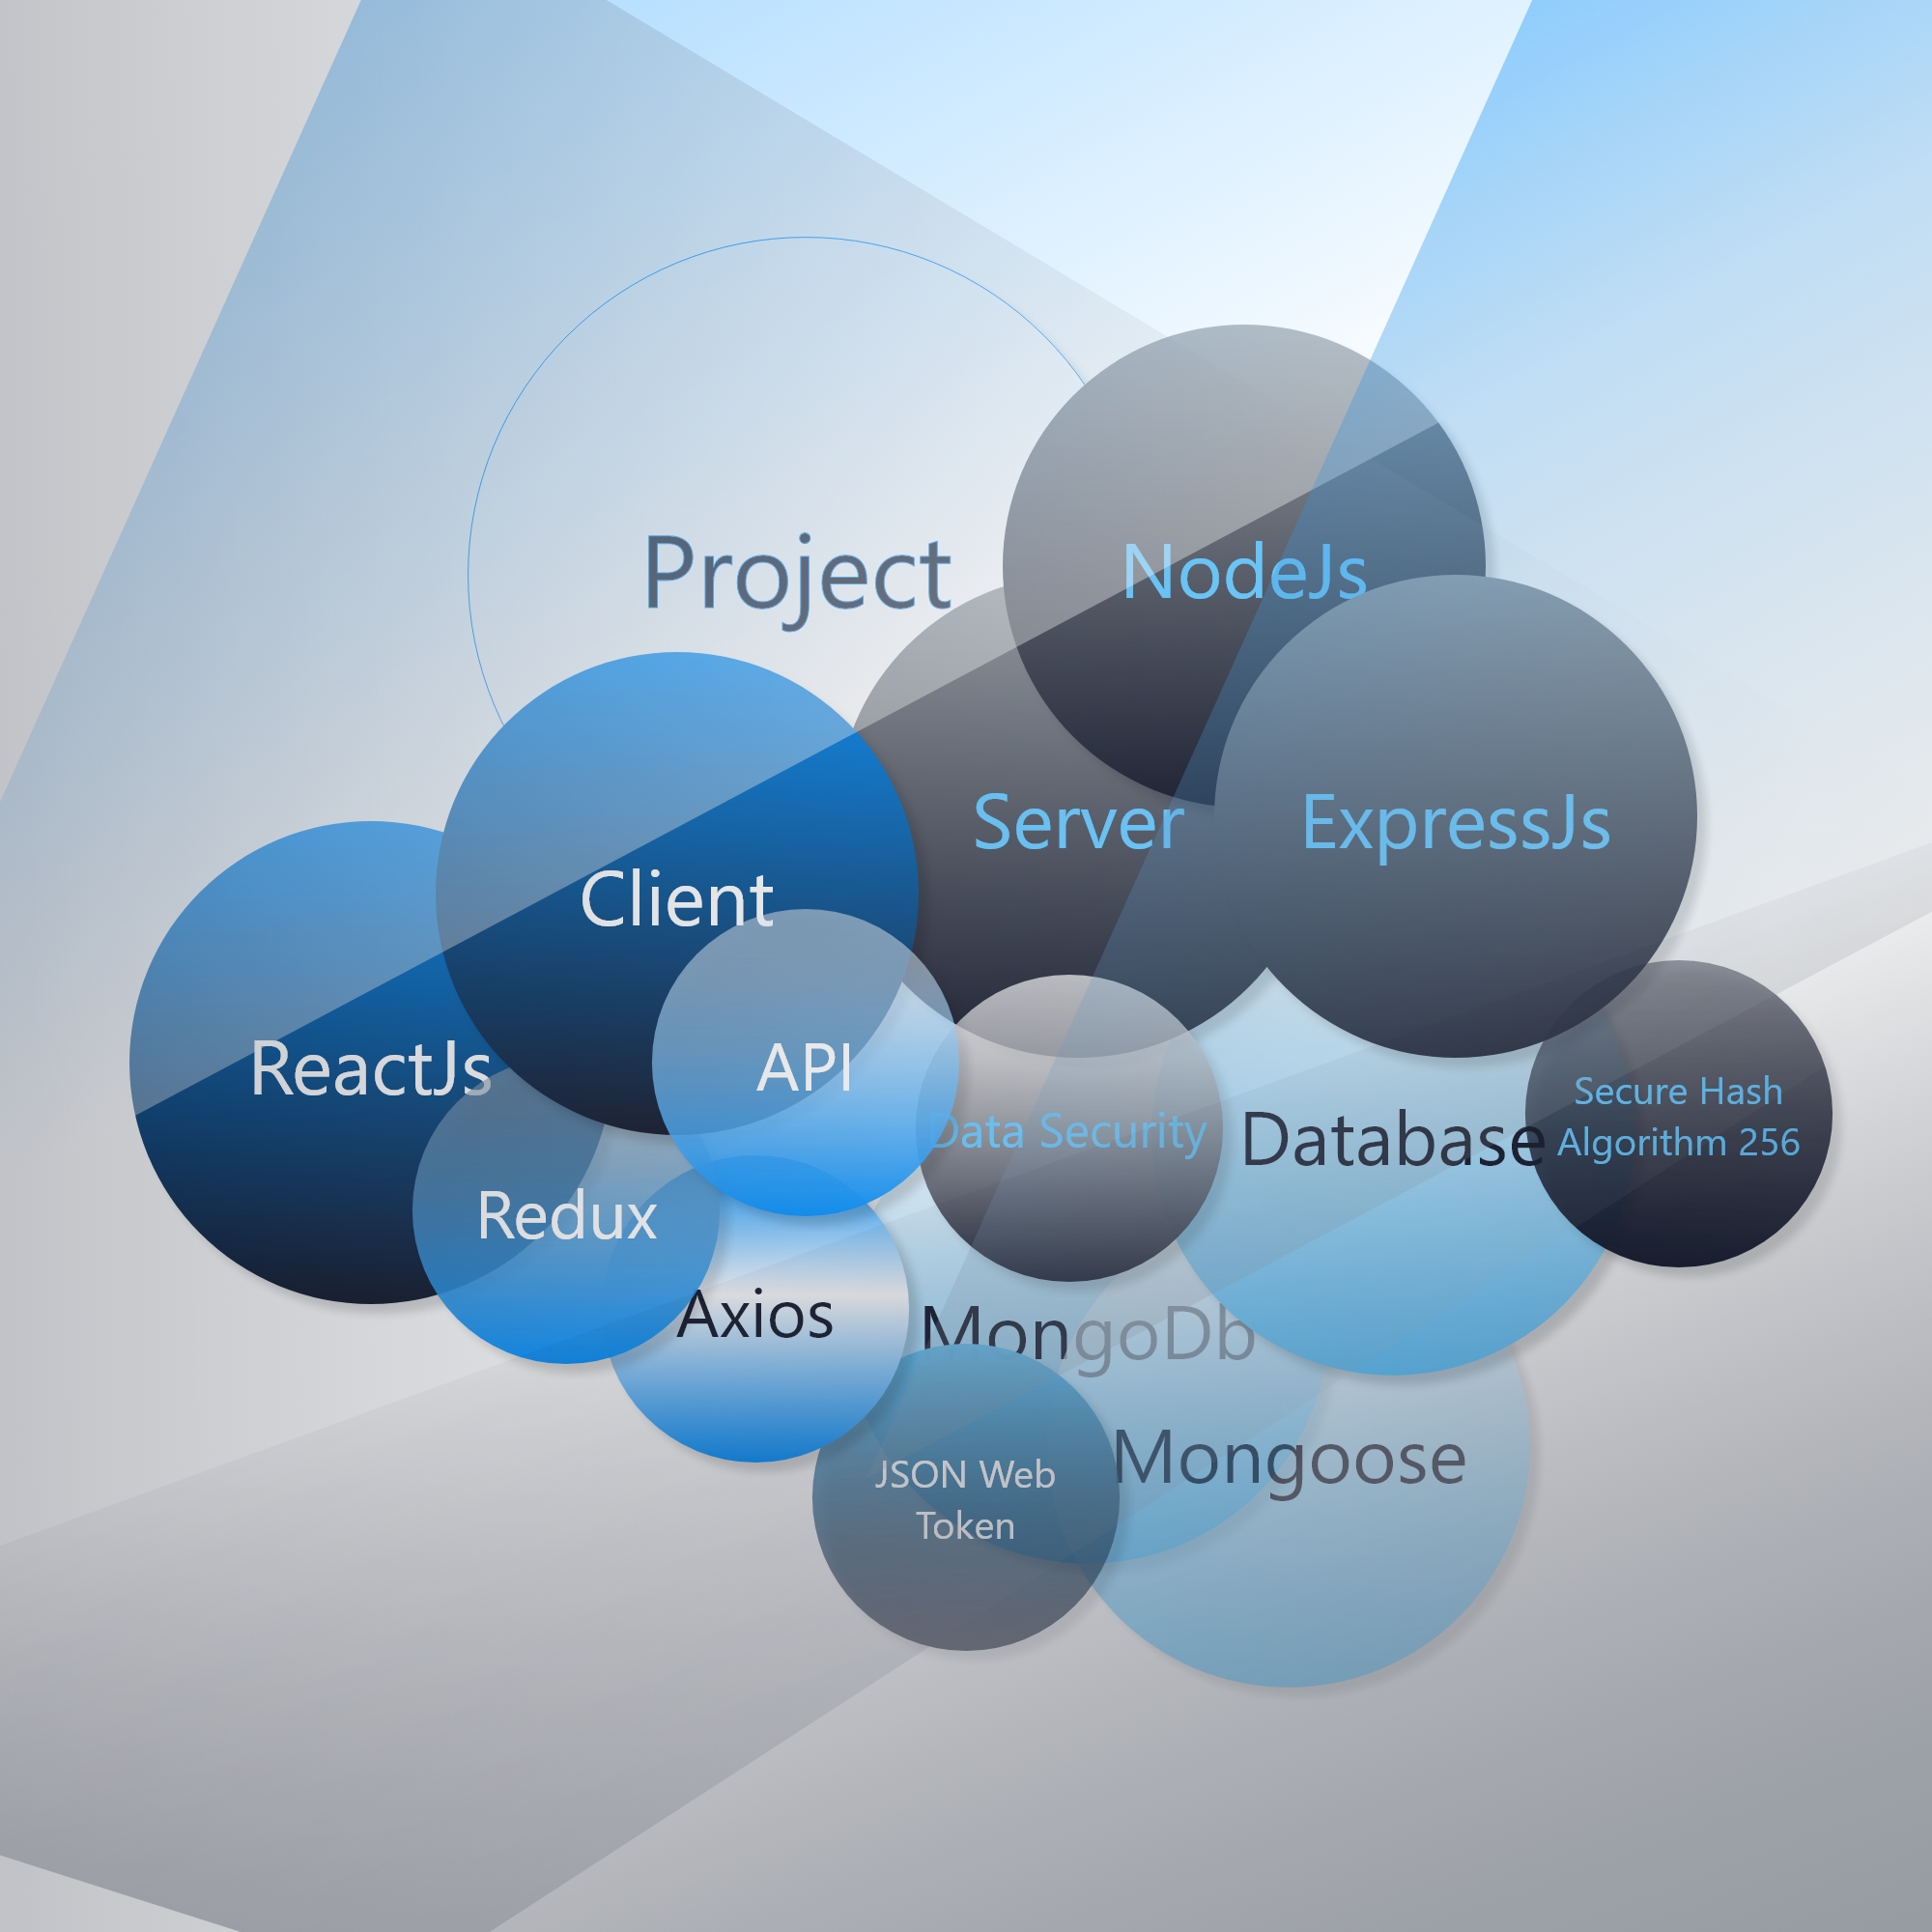 Project
NodeJs
Server
ExpressJs
Client
ReactJs
API
Data Security
Database
Secure Hash
Algorithm 256
Redux
Axios
MongoDb
Mongoose
JSON Web
Token